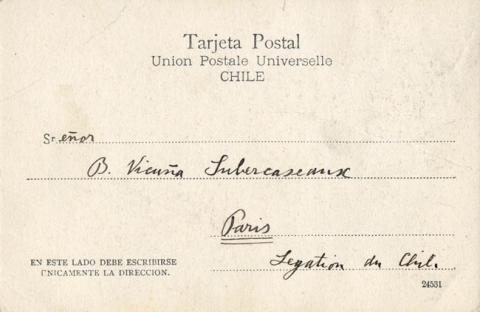 Tarjeta Postal
Union Postale Universelle
CHILE
Señor
B. Vicuña Subercaseaux
Paris
Legation du Chili
EN ESTE LADO DEBE ESCRIBIRSE
ÚNICAMENTE LA DIRECCION.
24531